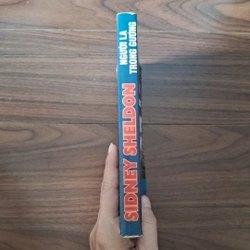 NGƯỜI LẠ
TRONG GƯƠNG
SIDNEY SHELDON